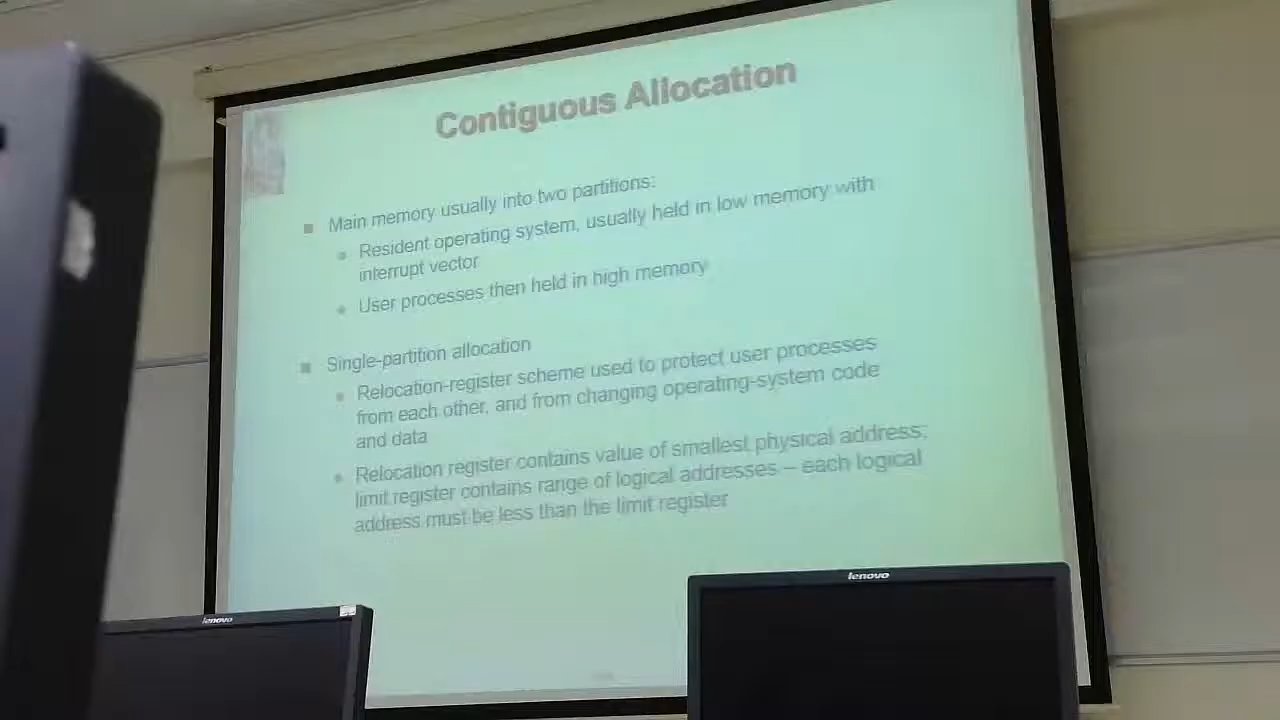 Contiguous Allocation
Main memory usually into two partitions:
Resident operating system, usually held in low memory with
interrupt vector
User processes then held in high memory
Single-partition allocation
Relocation-register scheme used to protect user processes
from each other, and from changing operating-system code
and data
Relocation register contains value of smallest physical address;
limit register contains range of logical addresses – each logical
address must be less than the limit register
lenovo
lenovo